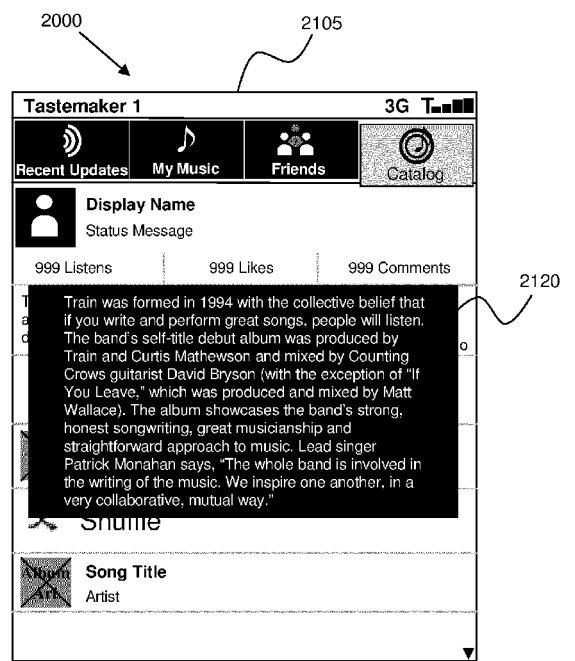 2000
2105
Tastemaker 1 3G
Recent Updates My Music Friends Catalog
Display Name
Status Message
999 Listens 999 Likes 999 Comments
2120
Train was formed in 1994 with the collective belief that
if you write and perform great songs, people will listen.
The band's self-title debut album was produced by
Train and Curtis Mathewson and mixed by Counting
Crows guitarist David Bryson (with the exception of “If
You Leave,” which was produced and mixed by Matt
Wallace). The album showcases the band's strong,
honest songwriting, great musicianship and
straightforward approach to music. Lead singer
Patrick Monahan says, “The whole band is involved in
the writing of the music. We inspire one another, in a
very collaborative, mutual way.”
Shuffle
Album Art
Song Title
Artist